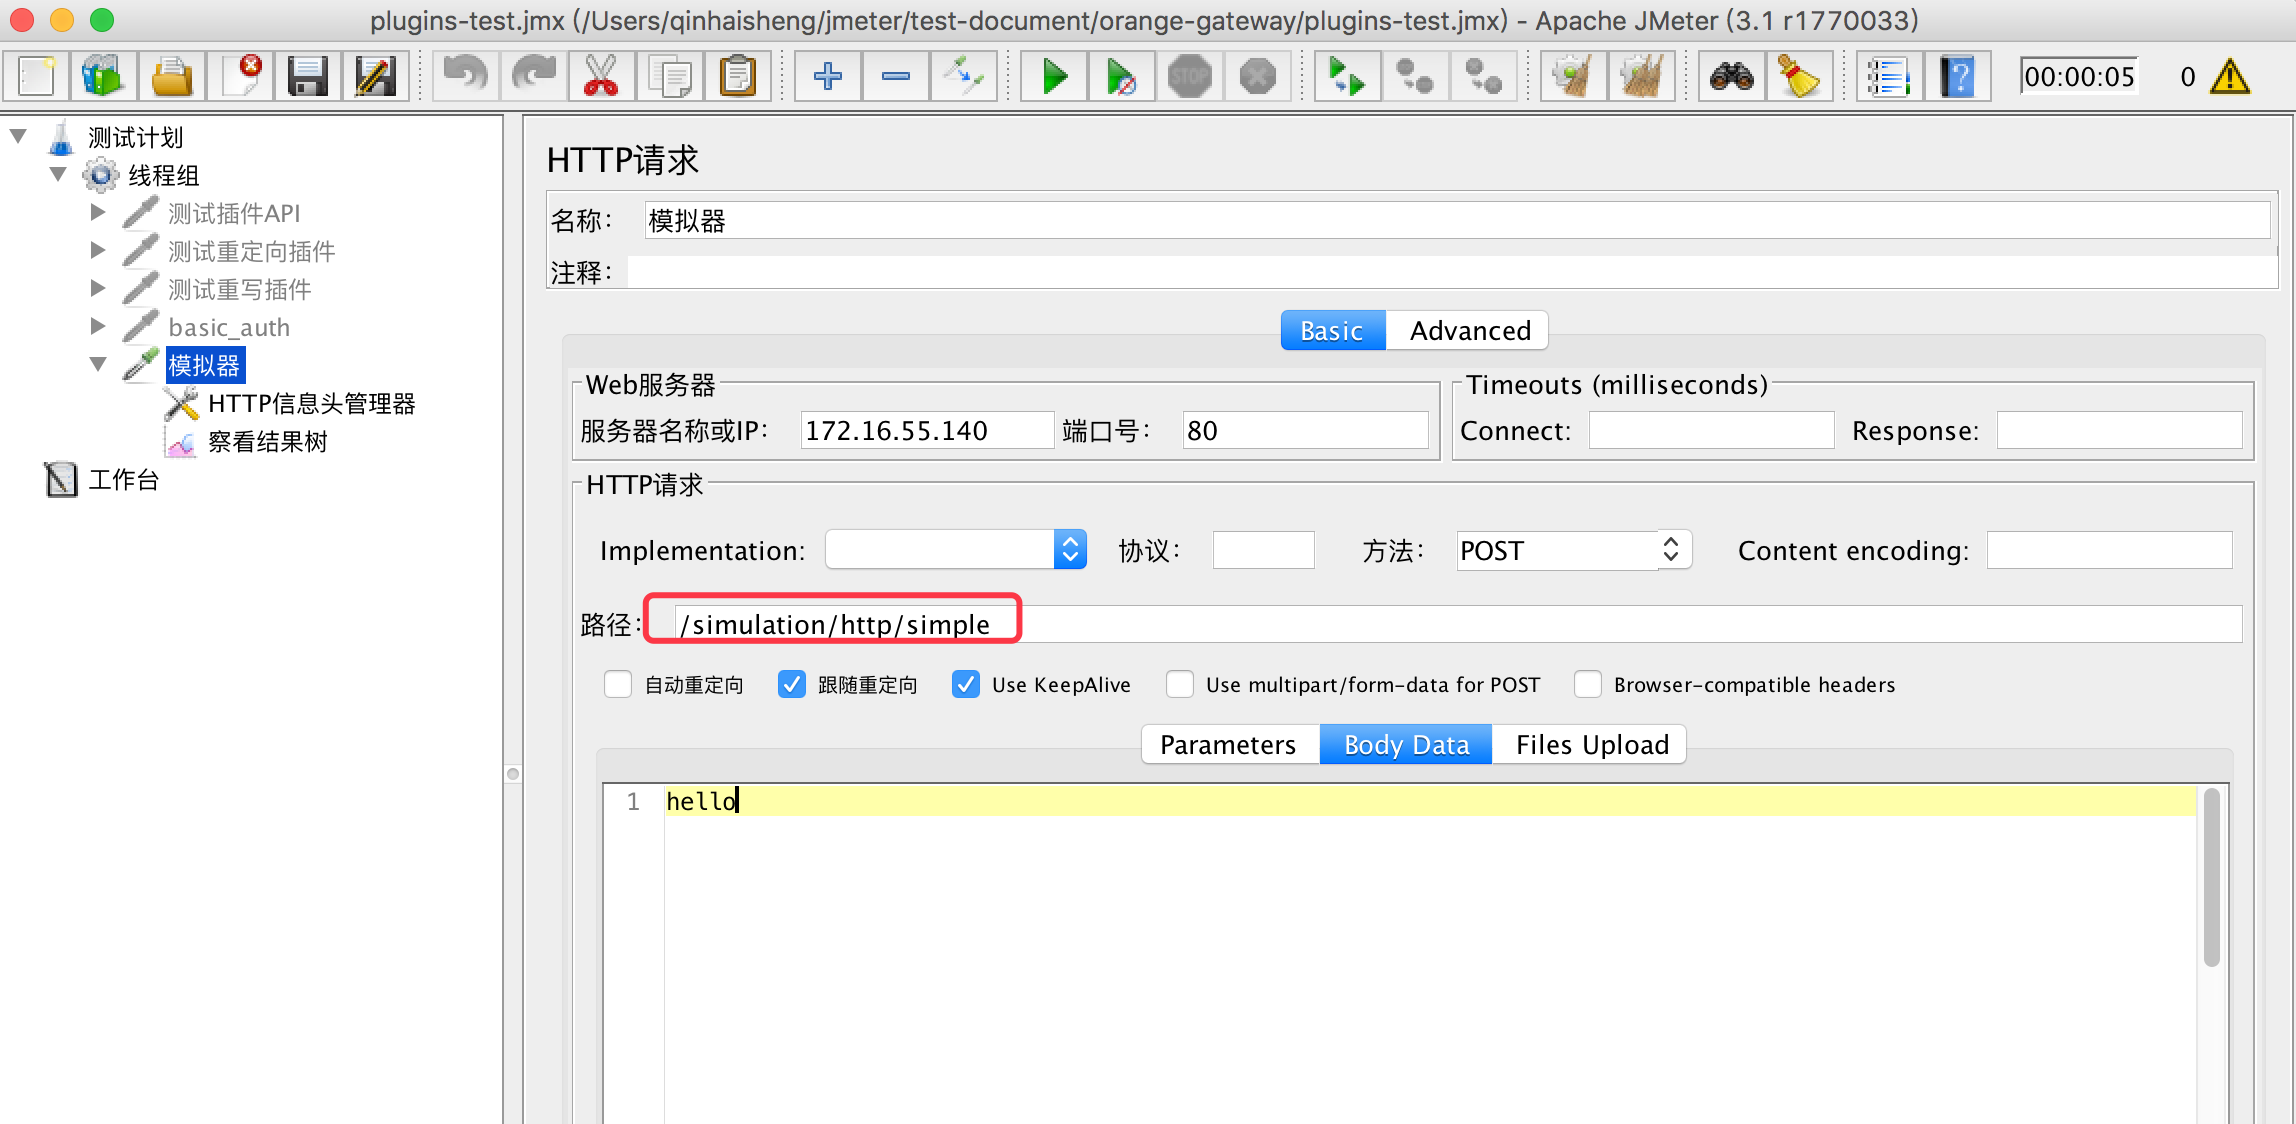 plugins-test.jmx (/Users/qinhaisheng/jmeter/test-document/orange-gateway/plugins-test.jmx) - Apache JMeter (3.1 r1770033)
STOP
00:00:05 0
测试计划
线程组
测试插件API
测试重定向插件
测试重写插件
basic_auth
模拟器
HTTP信息头管理器
察看结果树
工作台
HTTP请求
名称： 模拟器
注释：
Basic Advanced
Web服务器
服务器名称或IP： 172.16.55.140 端口号： 80
Timeouts (milliseconds)
Connect: Response:
HTTP请求
Implementation: 协议： 方法： POST Content encoding:
路径： /simulation/http/simple
自动重定向 跟随重定向 Use KeepAlive Use multipart/form-data for POST Browser-compatible headers
Parameters Body Data Files Upload
1 hello